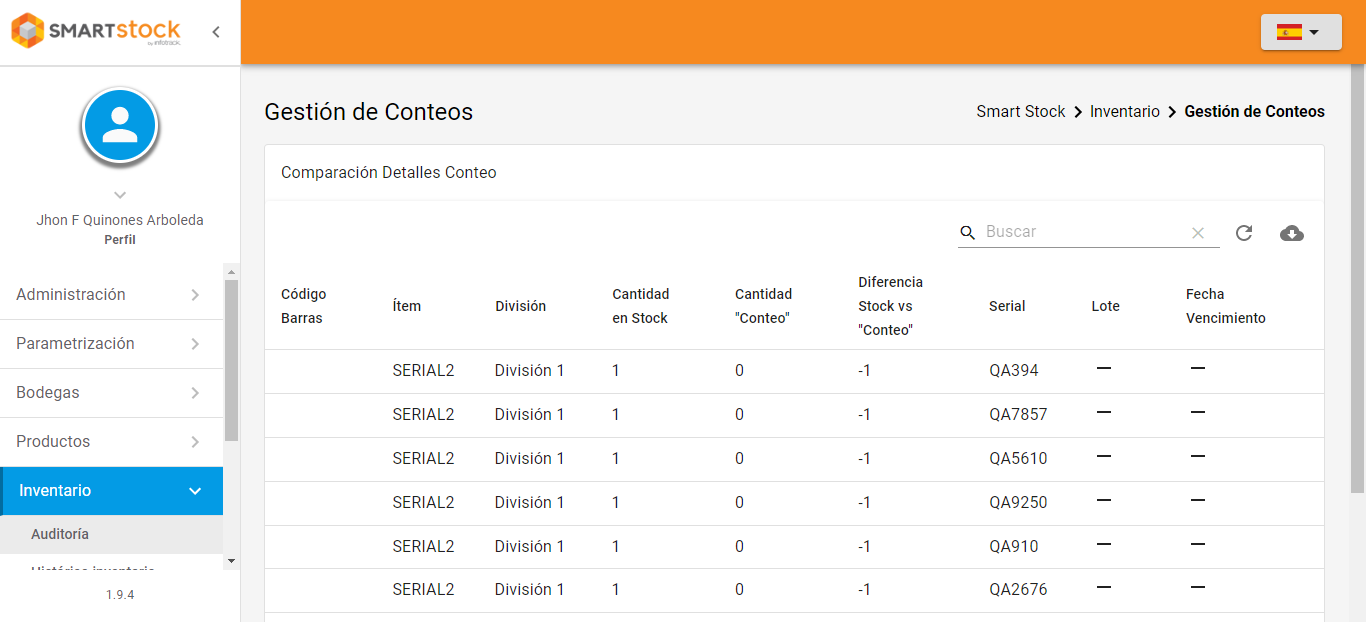 SMARTstock
by infotrack.
Jhon F Quinones Arboleda
Perfil
Administración
Parametrización
Bodegas
Productos
Inventario
Auditoría
Histórico inventario
1.9.4
Gestión de Conteos
Smart Stock > Inventario > Gestión de Conteos
Comparación Detalles Conteo
Buscar
Código Barras Ítem División Cantidad en Stock Cantidad "Conteo" Diferencia Stock vs "Conteo" Serial Lote Fecha Vencimiento
SERIAL2 División 1 1 0 -1 QA394 — —
SERIAL2 División 1 1 0 -1 QA7857 — —
SERIAL2 División 1 1 0 -1 QA5610 — —
SERIAL2 División 1 1 0 -1 QA9250 — —
SERIAL2 División 1 1 0 -1 QA910 — —
SERIAL2 División 1 1 0 -1 QA2676 — —